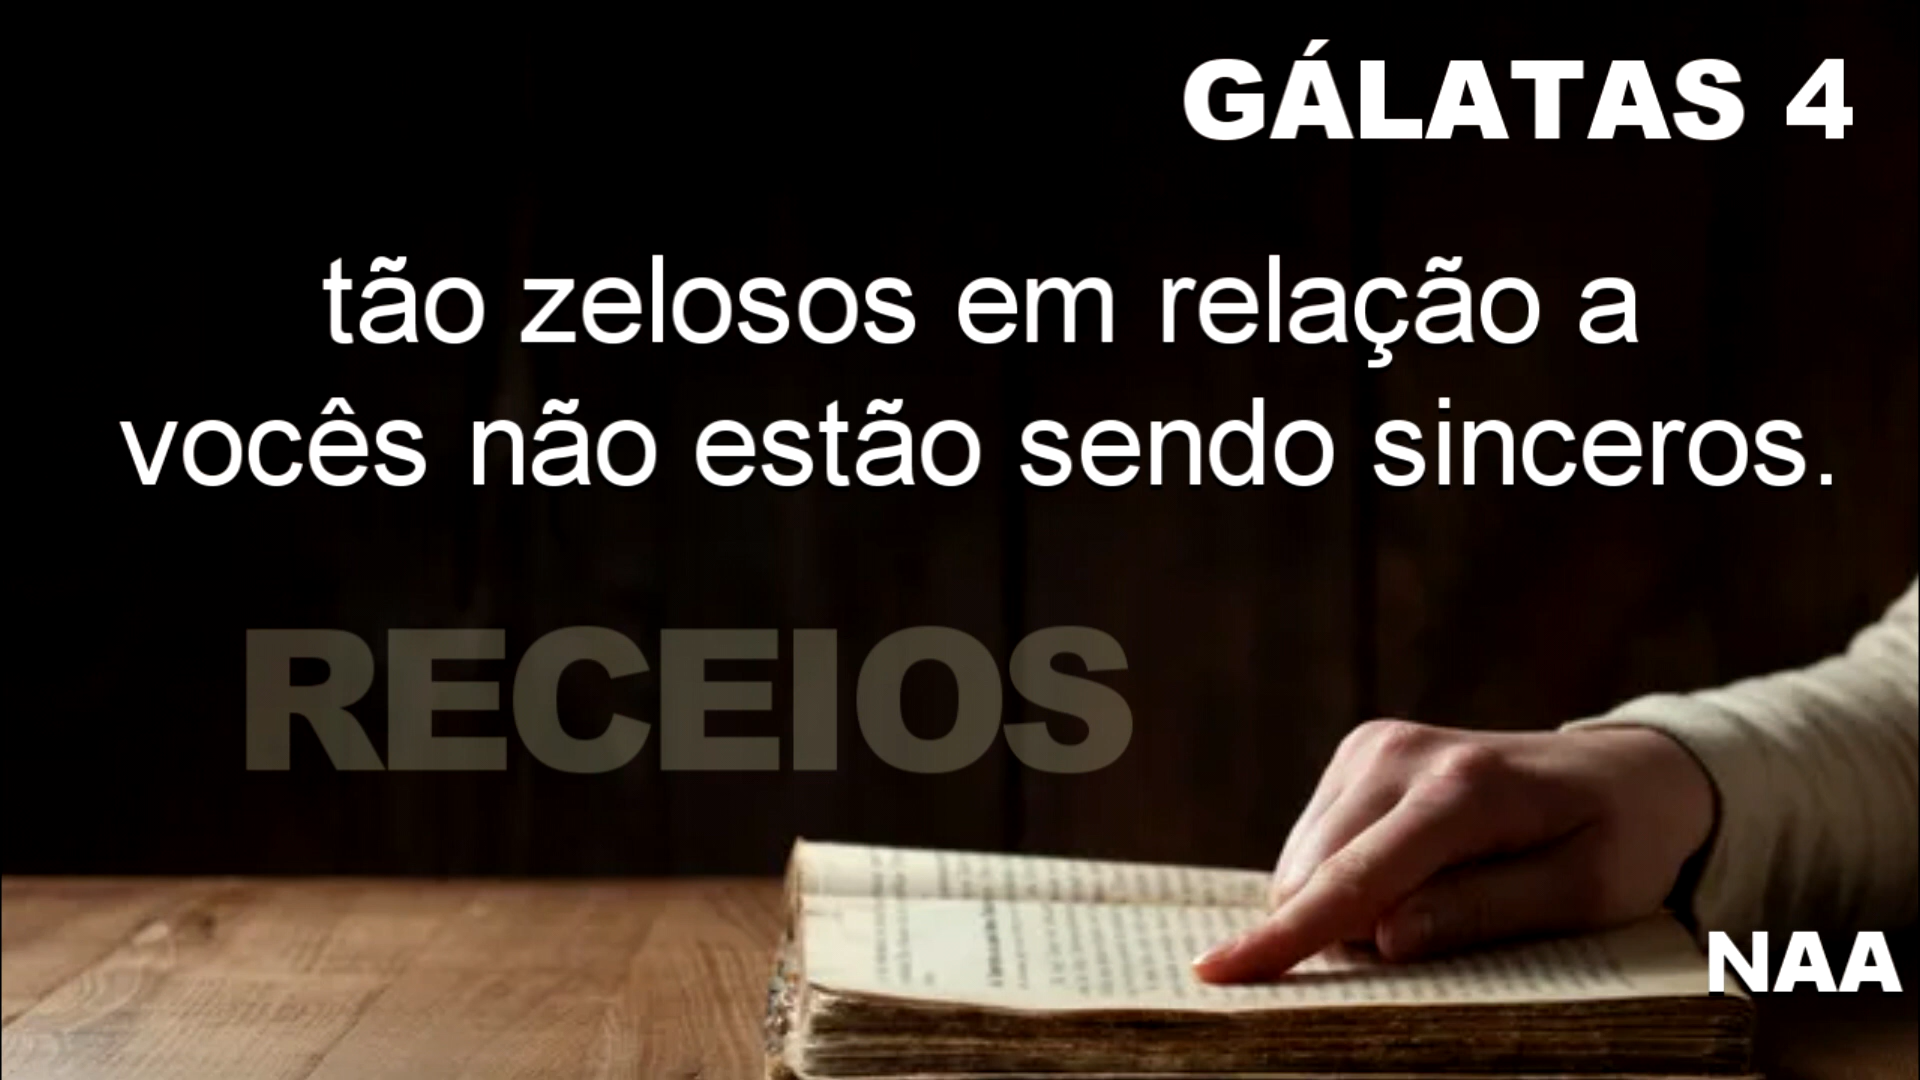 GÁLATAS 4
tão zelosos em relação a
vocês não estão sendo sinceros.
RECEIOS
NAA